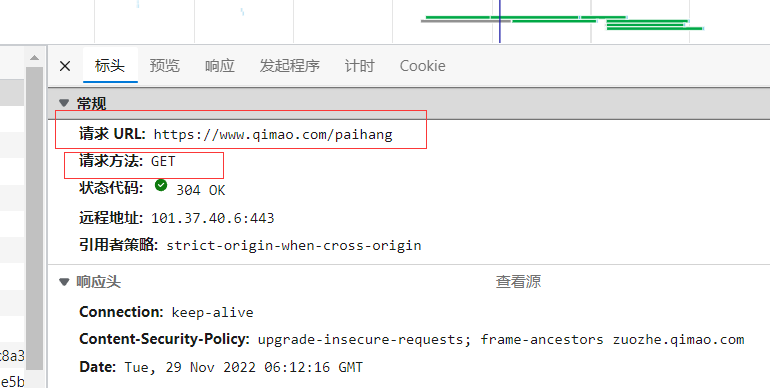 标头 预览 响应 发起程序 计时 Cookie
常规
请求 URL: https://www.qimao.com/paihang
请求方法: GET
状态代码: 304 OK
远程地址: 101.37.40.6:443
引用者策略: strict-origin-when-cross-origin
响应头 查看源
Connection: keep-alive
Content-Security-Policy: upgrade-insecure-requests; frame-ancestors zuozhe.qimao.com
:8a3
Date: Tue, 29 Nov 2022 06:12:16 GMT
e5b